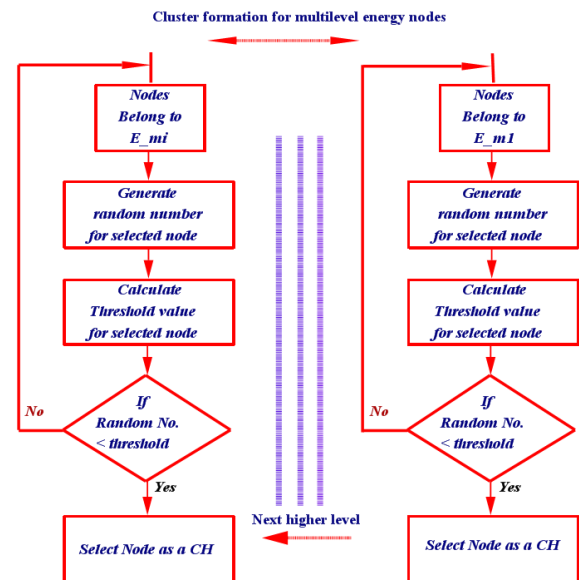 Cluster formation for multilevel energy nodes
Nodes
Belong to
E_mi
Generate
random number
for selected node
Calculate
Threshold value
for selected node
If
Random No.
< threshold
No
Yes
Select Node as a CH
Nodes
Belong to
E_m1
Generate
random number
for selected node
Calculate
Threshold value
for selected node
If
Random No.
< threshold
No
Yes
Select Node as a CH
Next higher level